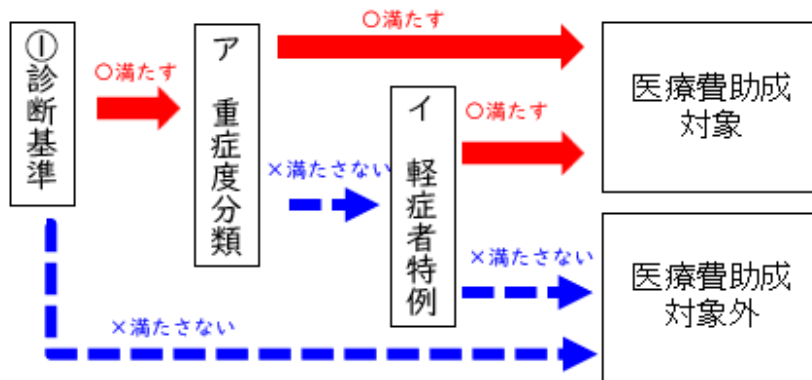 ①診断基準
○満たす
ア　重症度分類
○満たす
×満たさない
イ　軽症者特例
○満たす
×満たさない
×満たさない
医療費助成
対象
医療費助成
対象外